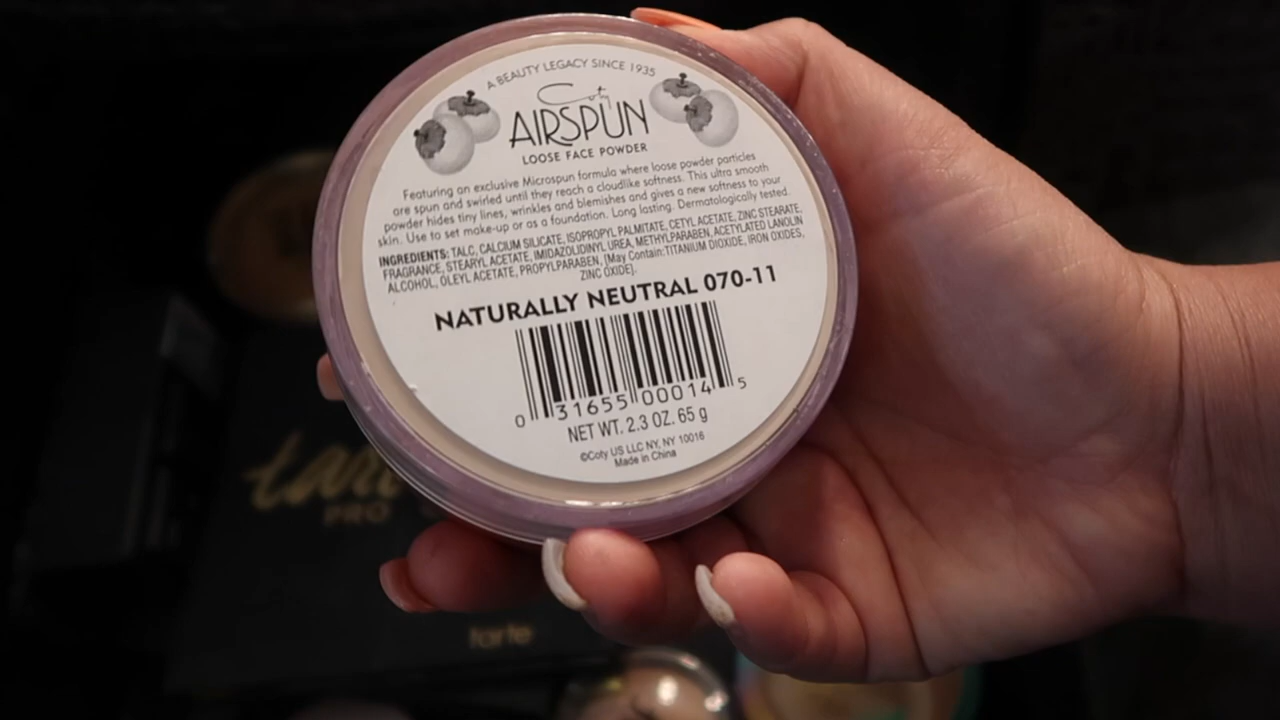 A BEAUTY LEGACY SINCE 1935
Coty
AIRSPUN
LOOSE FACE POWDER
Featuring an exclusive Microspun formula where loose powder particles
are spun and swirled until they reach a cloudlike softness. This ultra smooth
powder hides tiny lines, wrinkles and blemishes and gives a new softness to your
skin. Use to set make-up or as a foundation. Long lasting. Dermatologically tested.
INGREDIENTS: TALC, CALCIUM SILICATE, ISOPROPYL PALMITATE, CETYL ACETATE, ZINC STEARATE,
FRAGRANCE, STEARYL ACETATE, IMIDAZOLIDINYL UREA, METHYLPARABEN, ACETYLATED LANOLIN
ALCOHOL, OLEYL ACETATE, PROPYLPARABEN, [May Contain: TITANIUM DIOXIDE, IRON OXIDES,
ZINC OXIDE].
NATURALLY NEUTRAL 070-11
0 31655 00014 5
NET WT. 2.3 OZ. 65 g
©Coty US LLC NY, NY 10016
Made in China
PRO
tarte